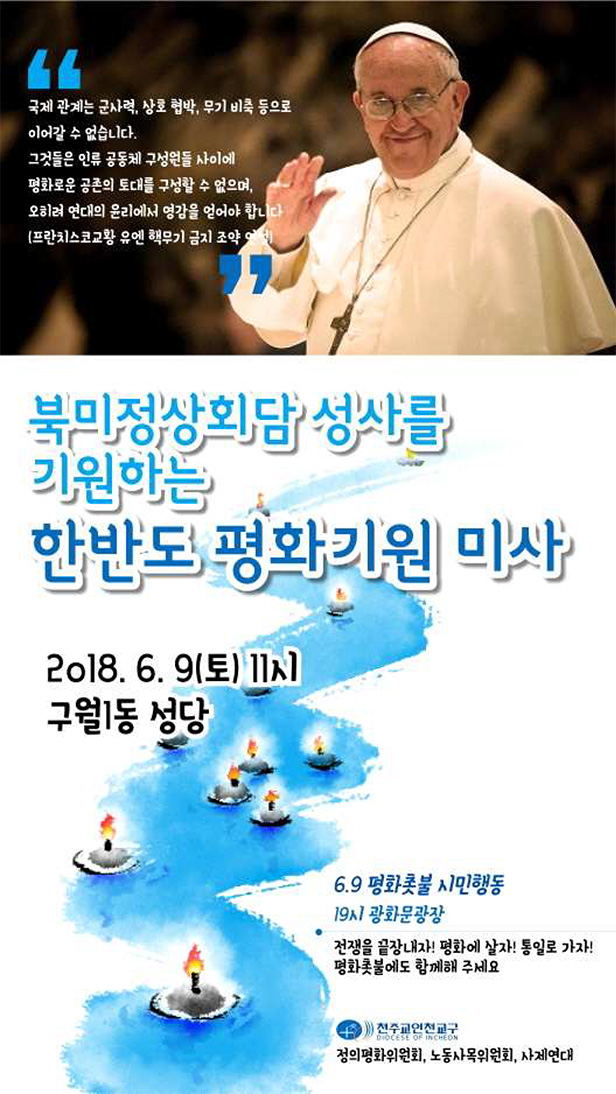 국제 관계는 군사력, 상호 협박, 무기 비축 등으로
이어갈 수 없습니다.
그것들은 인류 공동체 구성원들 사이에
평화로운 공존의 토대를 구성할 수 없으며,
오히려 연대의 윤리에서 영감을 얻어야 합니다
(프란치스코교황 유엔 핵무기 금지 조약
북미정상회담 성사를
기원하는
한반도 평화기원 미사
2018. 6. 9(토) 11시
구월1동 성당
6.9 평화촛불 시민행동
19시 광화문광장
전쟁을 끝장내자! 평화에 살자! 통일로 가자!
평화촛불에도 함께해 주세요
천주교인천교구
DIOCESE OF INCHEON
정의평화위원회, 노동사목위원회, 사제연대